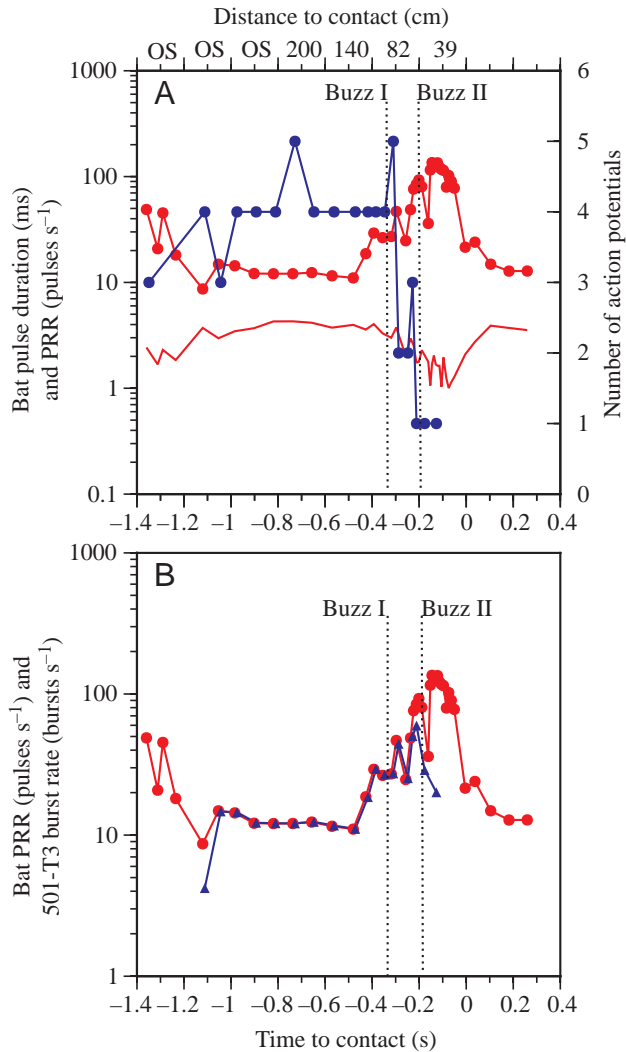 Distance to contact (cm)
OS OS OS 200 140 82 39
A
Buzz I
Buzz II
1000
100
10
1
0.1
Bat pulse duration (ms)
and PRR (pulses s⁻¹)
6
5
4
3
2
1
0
Number of action potentials
–1.4 –1.2 –1 –0.8 –0.6 –0.4 –0.2 0 0.2 0.4
B
Buzz I
Buzz II
1000
100
10
1
Bat PRR (pulses s⁻¹) and
501-T3 burst rate (bursts s⁻¹)
–1.4 –1.2 –1 –0.8 –0.6 –0.4 –0.2 0 0.2 0.4
Time to contact (s)